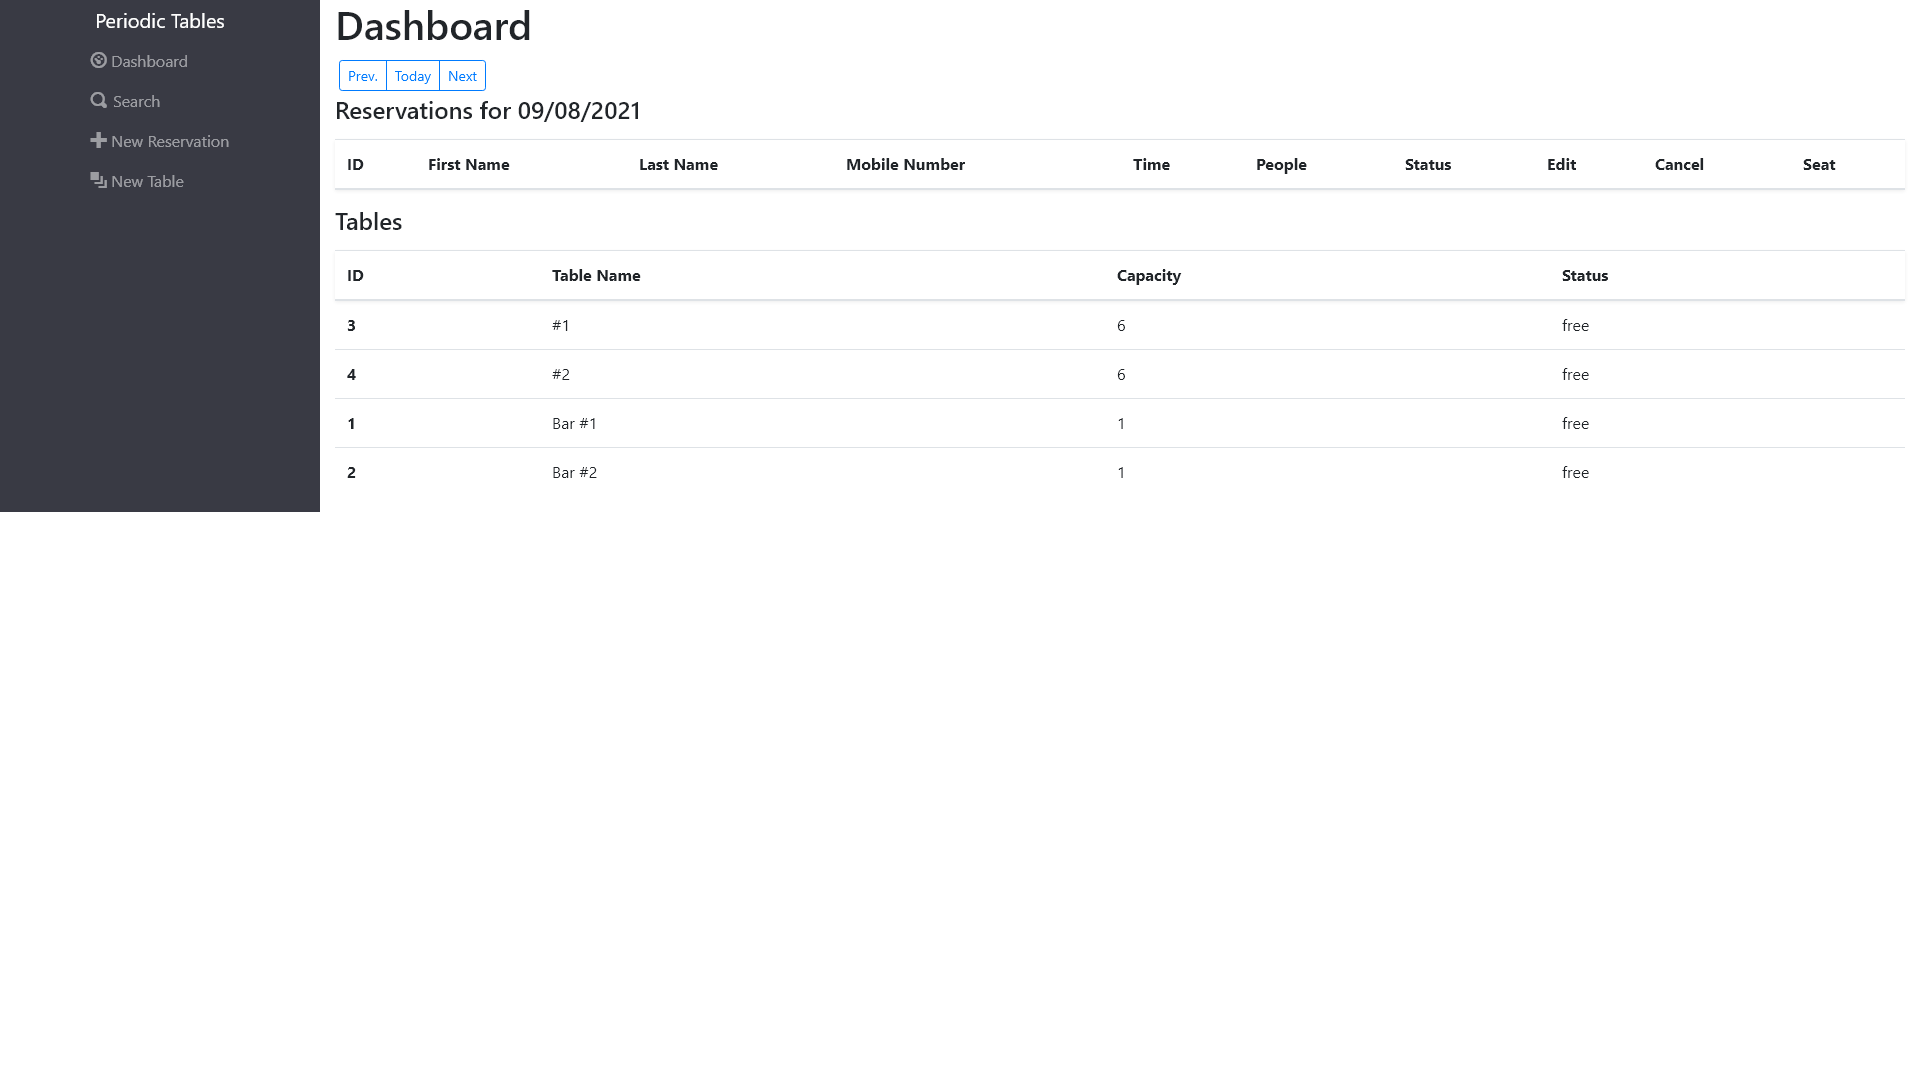 Periodic Tables
Dashboard
Search
New Reservation
New Table
Dashboard
Prev. Today Next
Reservations for 09/08/2021
ID First Name Last Name Mobile Number Time People Status Edit Cancel Seat
Tables
ID Table Name Capacity Status
3 #1 6 free
4 #2 6 free
1 Bar #1 1 free
2 Bar #2 1 free